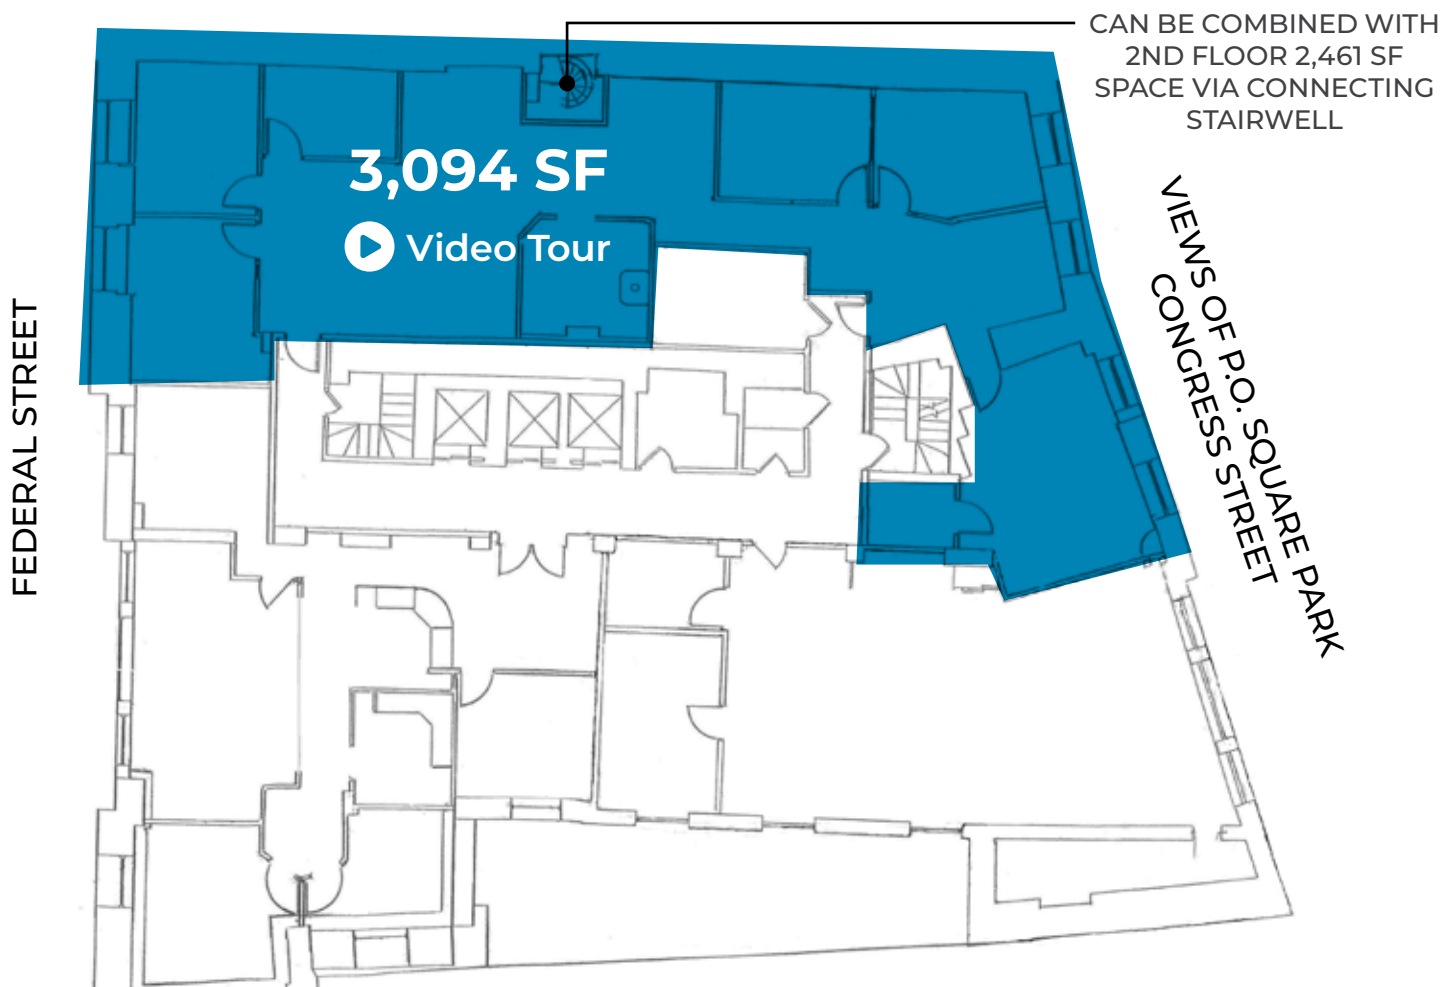 CAN BE COMBINED WITH
2ND FLOOR 2,461 SF
SPACE VIA CONNECTING
STAIRWELL
3,094 SF
Video Tour
FEDERAL STREET
VIEWS OF P.O. SQUARE PARK
CONGRESS STREET